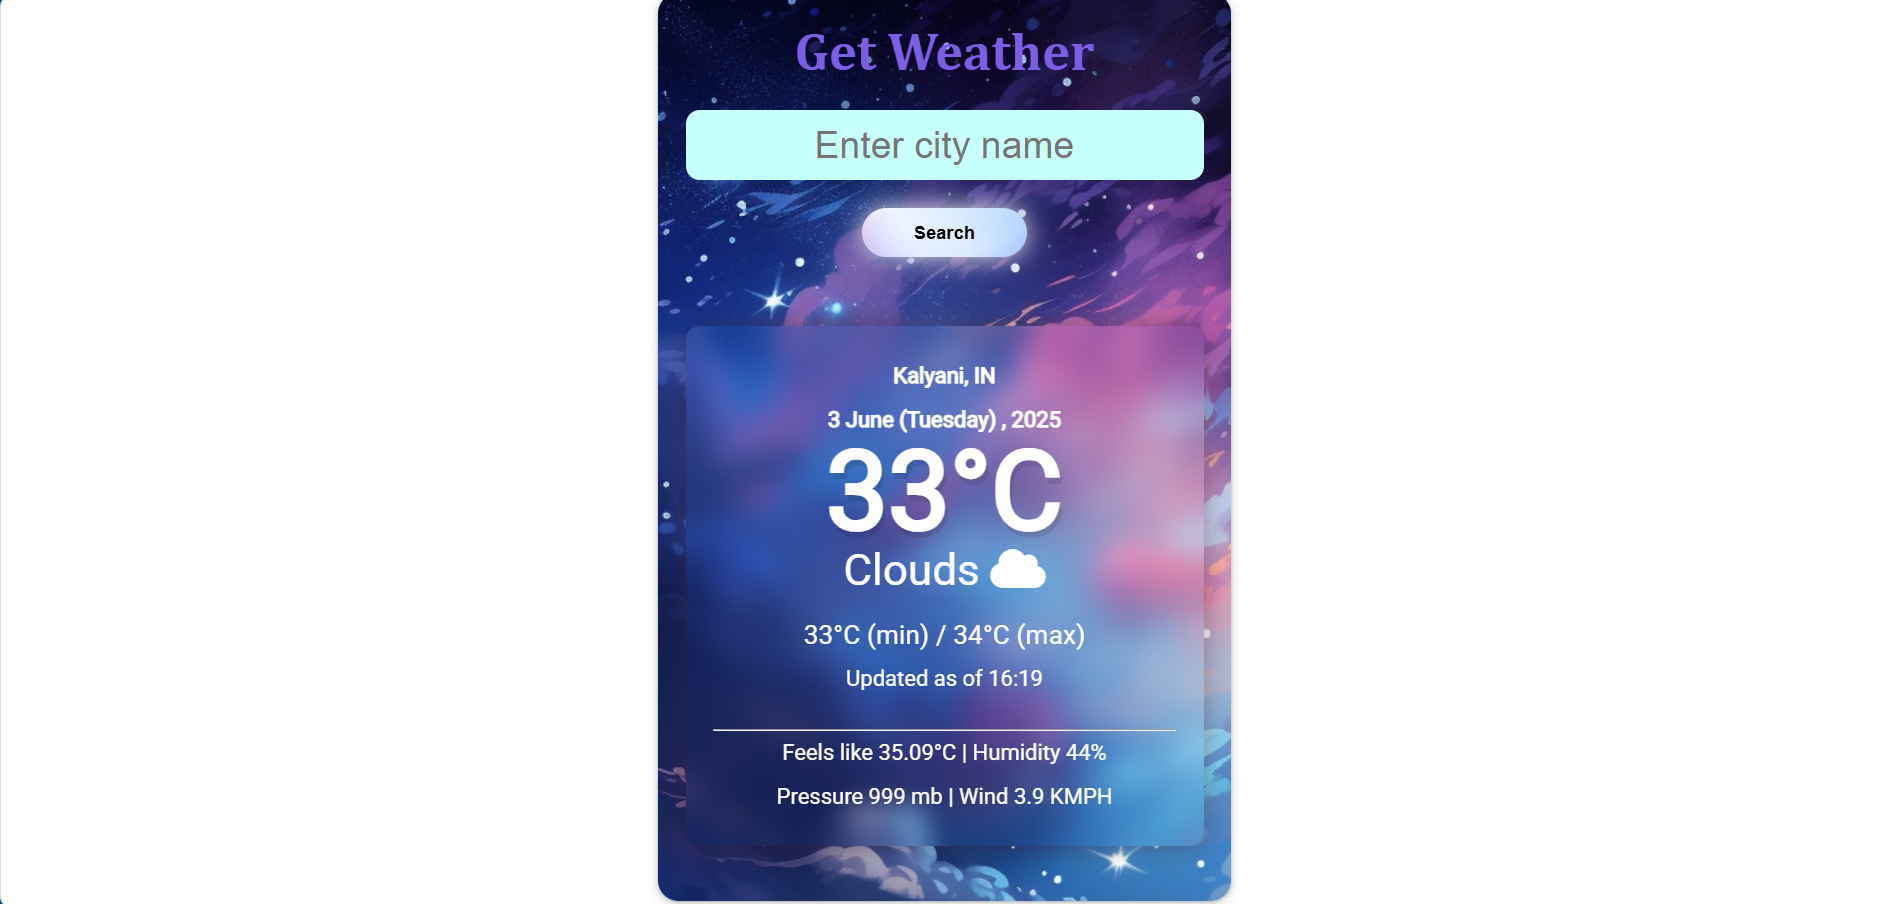 Get Weather
Enter city name
Search
Kalyani, IN
3 June (Tuesday) , 2025
33°C
Clouds
33°C (min) / 34°C (max)
Updated as of 16:19
Feels like 35.09°C | Humidity 44%
Pressure 999 mb | Wind 3.9 KMPH